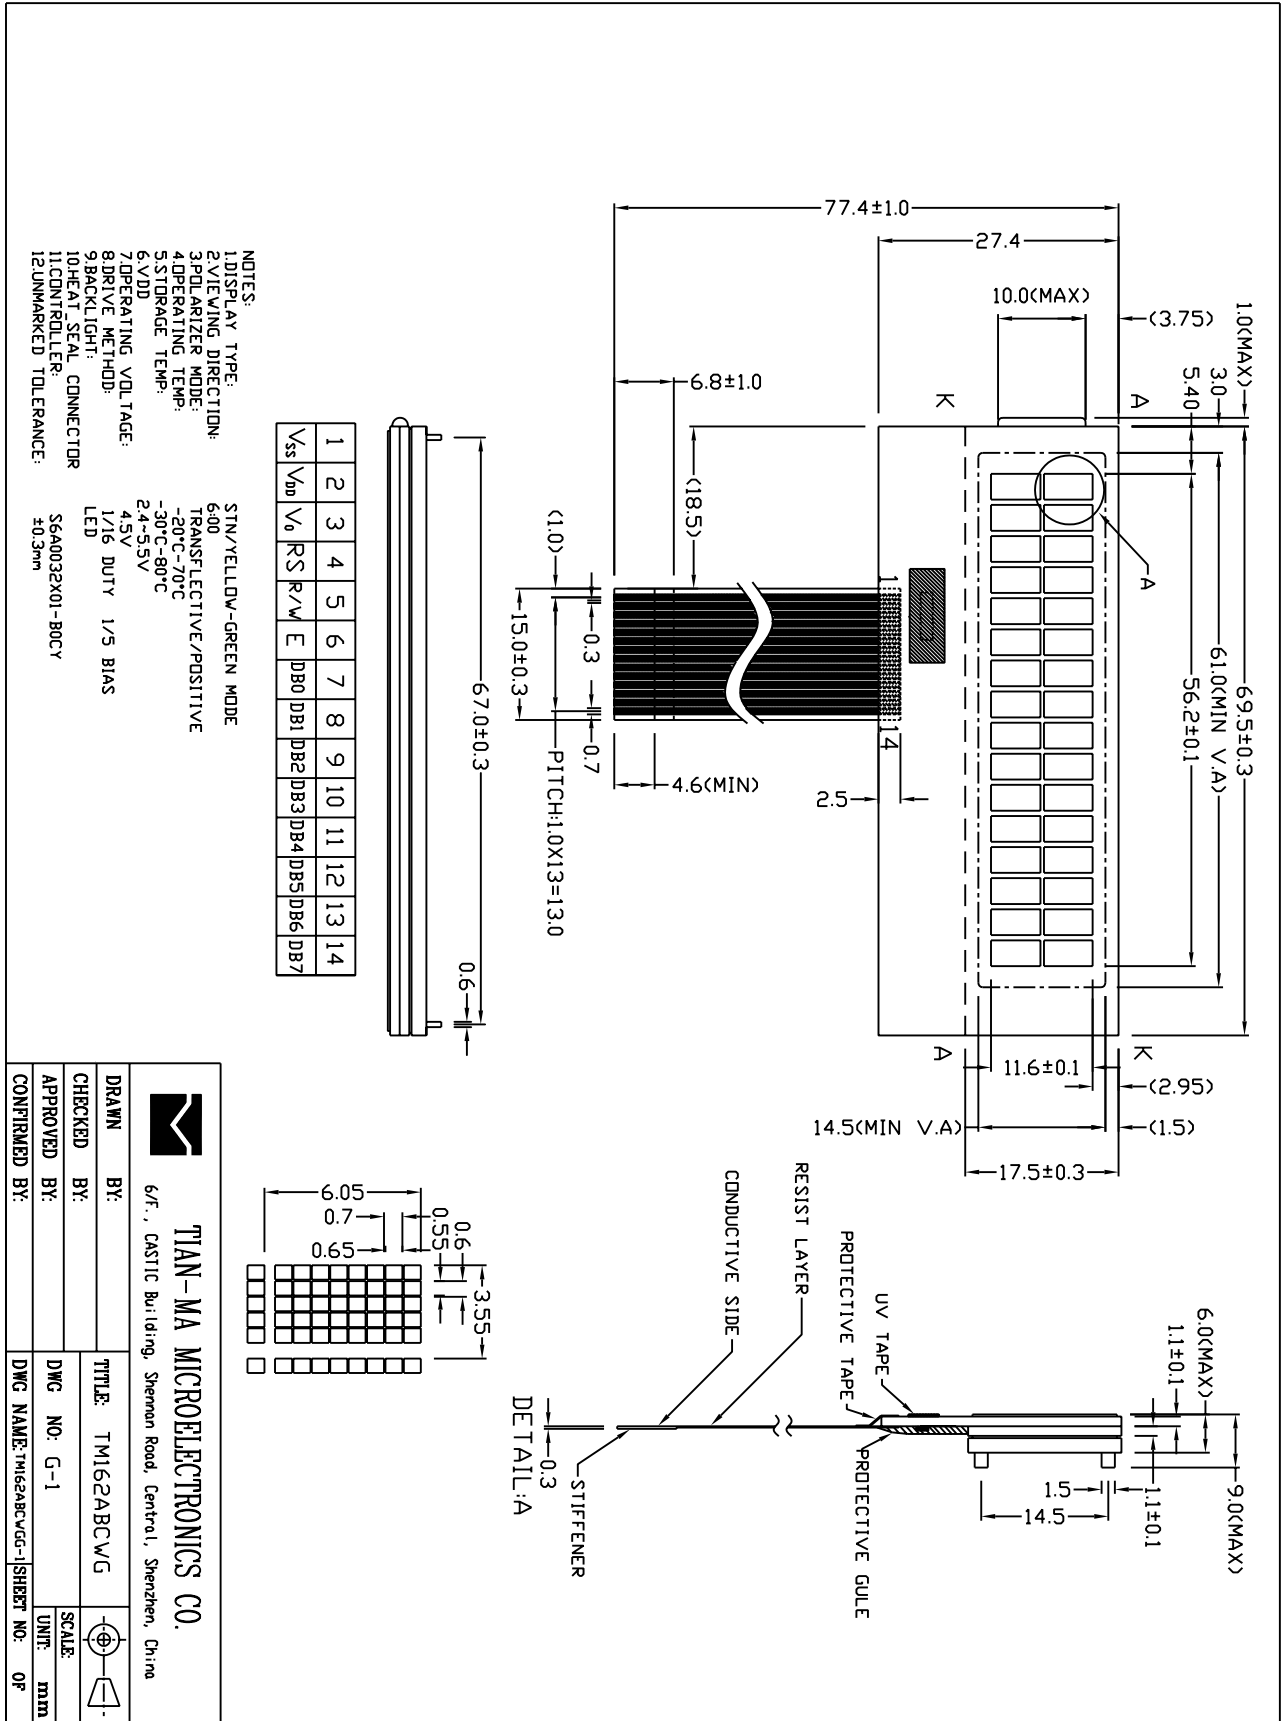 69.5±0.3
61.0(MIN V.A)
56.2±0.1
1.0(MAX)
3.0
5.40
A
K
K
A
A
(3.75)
10.0(MAX)
27.4
77.4±1.0
6.8±1.0
(18.5)
(1.0)
15.0±0.3
0.3
0.7
PITCH:1.0X13=13.0
4.6(MIN)
2.5
1
14
11.6±0.1
(2.95)
(1.5)
14.5(MIN V.A)
17.5±0.3
9.0(MAX)
6.0(MAX)
1.1±0.1
1.1±0.1
1.5
14.5
UV TAPE
PROTECTIVE TAPE
PROTECTIVE GULE
RESIST LAYER
CONDUCTIVE SIDE
STIFFENER
0.3
DETAIL:A
67.0±0.3
0.6
3.55
0.6
0.55
6.05
0.7
0.65
1 2 3 4 5 6 7 8 9 10 11 12 13 14
VSS VDD V0 RS R/W E DB0 DB1 DB2 DB3 DB4 DB5 DB6 DB7
NOTES:
1.DISPLAY TYPE: STN/YELLOW-GREEN MODE
2.VIEWING DIRECTION: 6:00
3.POLARIZER MODE: TRANSFLECTIVE/POSITIVE
4.OPERATING TEMP: -20°C-70°C
5.STORAGE TEMP: -30°C-80°C
6.VDD 2.4~5.5V
7.OPERATING VOLTAGE: 4.5V
8.DRIVE METHOD: 1/16 DUTY 1/5 BIAS
9.BACKLIGHT: LED
10.HEAT_SEAL CONNECTOR
11.CONTROLLER: S6A0032X01-B0CY
12.UNMARKED TOLERANCE: ±0.3mm
TIAN-MA MICROELECTRONICS CO.
6/F., CASTIC Building, Shennan Road, Central, Shenzhen, China
DRAWN BY:
CHECKED BY:
APPROVED BY:
CONFIRMED BY:
TITLE: TM162ABCWG
DWG NO: G-1
DWG NAME:TM162ABCWGG-1
SCALE:
UNIT: mm
SHEET NO: OF